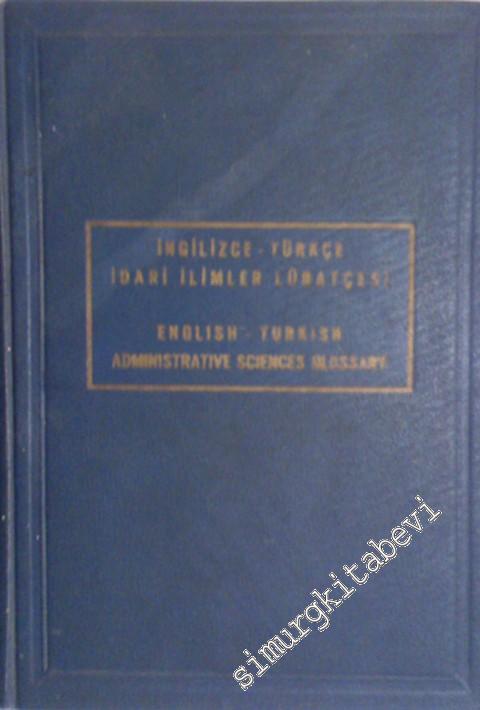 İNGİLİZCE - TÜRKÇE
İDARİ İLİMLER LÜGATÇESİ
ENGLISH - TURKISH
ADMINISTRATIVE SCIENCES GLOSSARY
simurgkitabevi